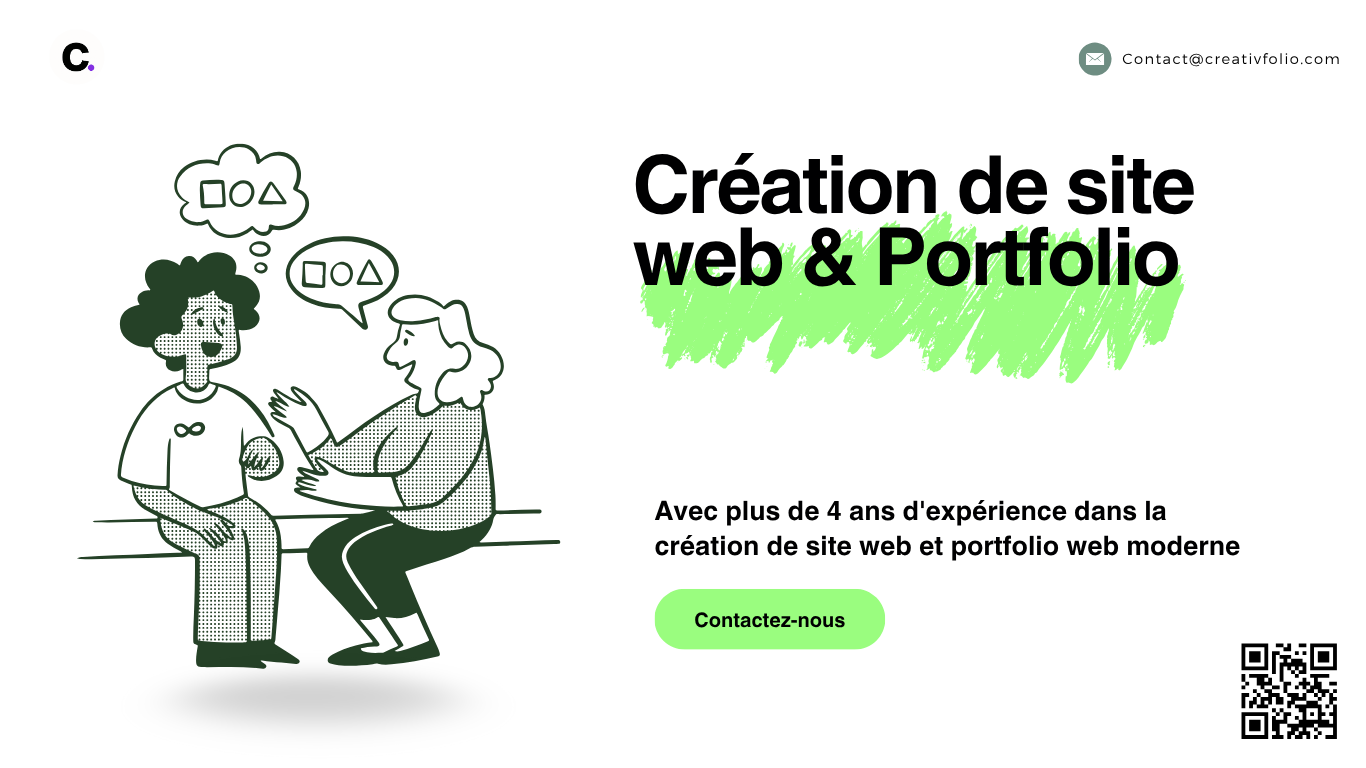 C.
Contact@creativfolio.com
Création de site
web & Portfolio
Avec plus de 4 ans d'expérience dans la
création de site web et portfolio web moderne
Contactez-nous